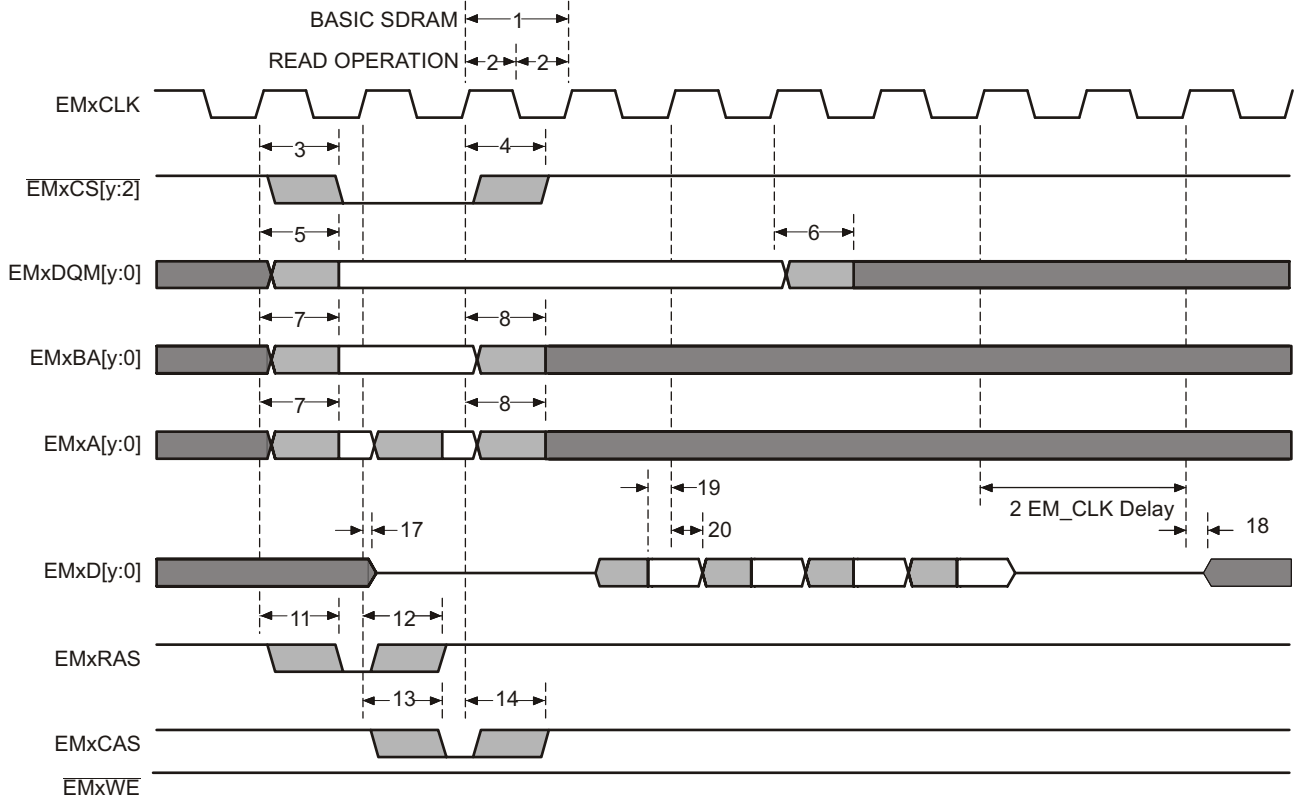 BASIC SDRAM
1
READ OPERATION
2 2
EMxCLK
3 4
EMxCS[y:2]
5 6
EMxDQM[y:0]
7 8
EMxBA[y:0]
7 8
EMxA[y:0]
19
2 EM_CLK Delay
17 20 18
EMxD[y:0]
11 12
EMxRAS
13 14
EMxCAS
EMxWE